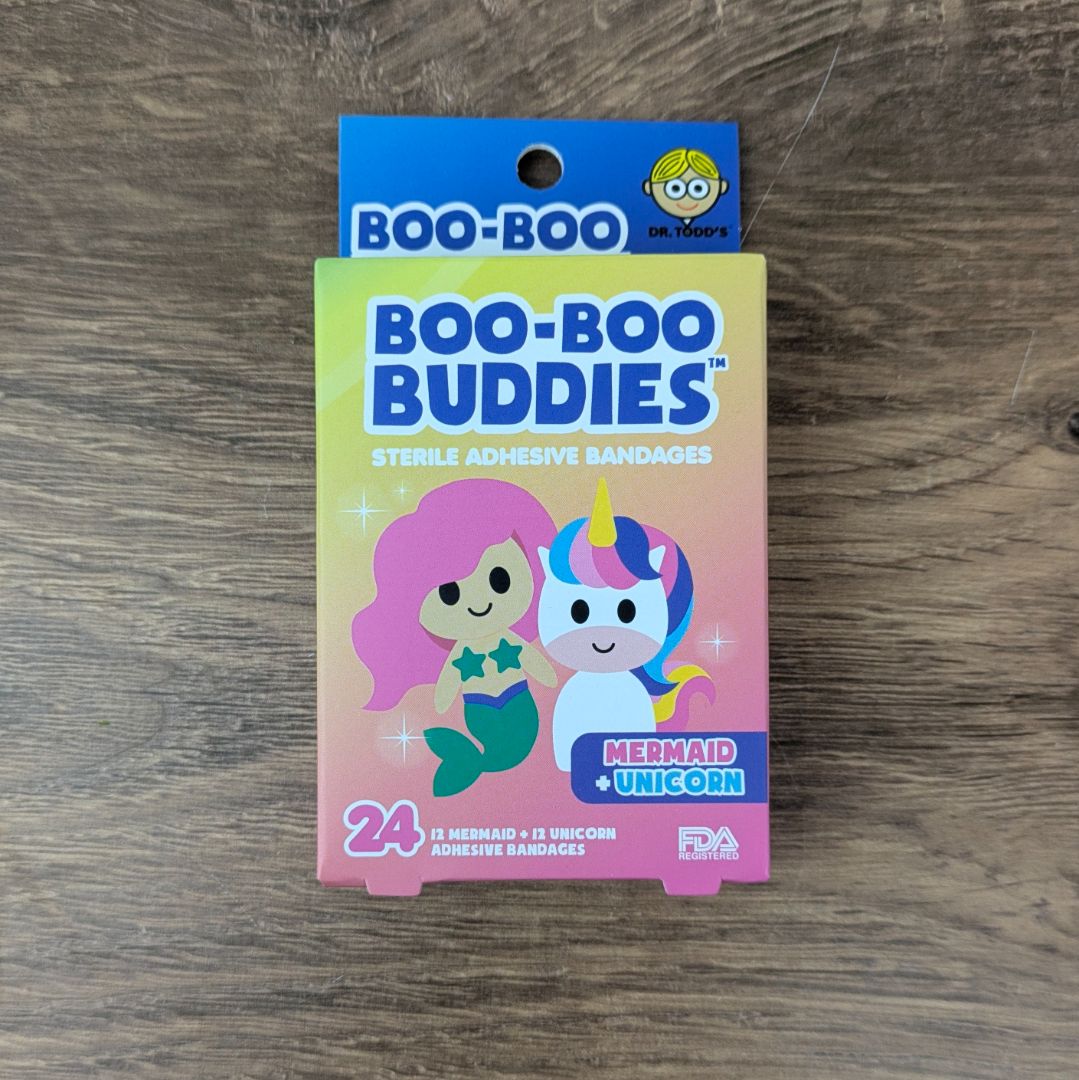 BOO-BOO
DR. TODD'S
BOO-BOO
BUDDIES™
STERILE ADHESIVE BANDAGES
MERMAID
+ UNICORN
24
12 MERMAID + 12 UNICORN
ADHESIVE BANDAGES
FDA
REGISTERED